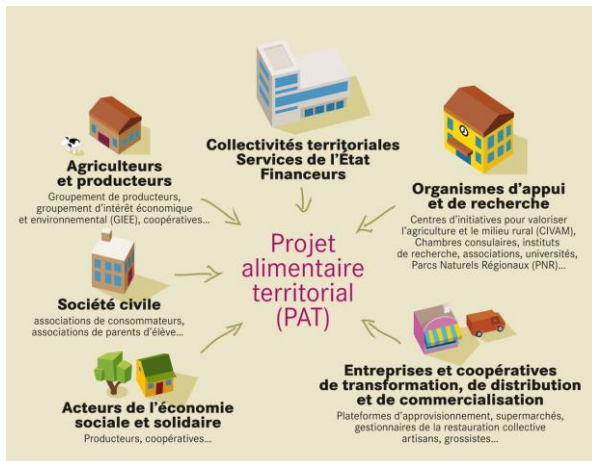 Collectivités territoriales
Services de l'État
Financeurs
Agriculteurs
et producteurs
Groupement de producteurs,
groupement d'intérêt économique
et environnemental (GIEE), coopératives...
Organismes d'appui
et de recherche
Centres d'initiatives pour valoriser
l'agriculture et le milieu rural (CIVAM),
Chambres consulaires, instituts
de recherche, associations, universités,
Parcs Naturels Régionaux (PNR)...
Projet
alimentaire
territorial
(PAT)
Société civile
associations de consommateurs,
associations de parents d'élève...
Acteurs de l'économie
sociale et solidaire
Producteurs, coopératives...
Entreprises et coopératives
de transformation, de distribution
et de commercialisation
Plateformes d'approvisionnement, supermarchés,
gestionnaires de la restauration collective
artisans, grossistes...